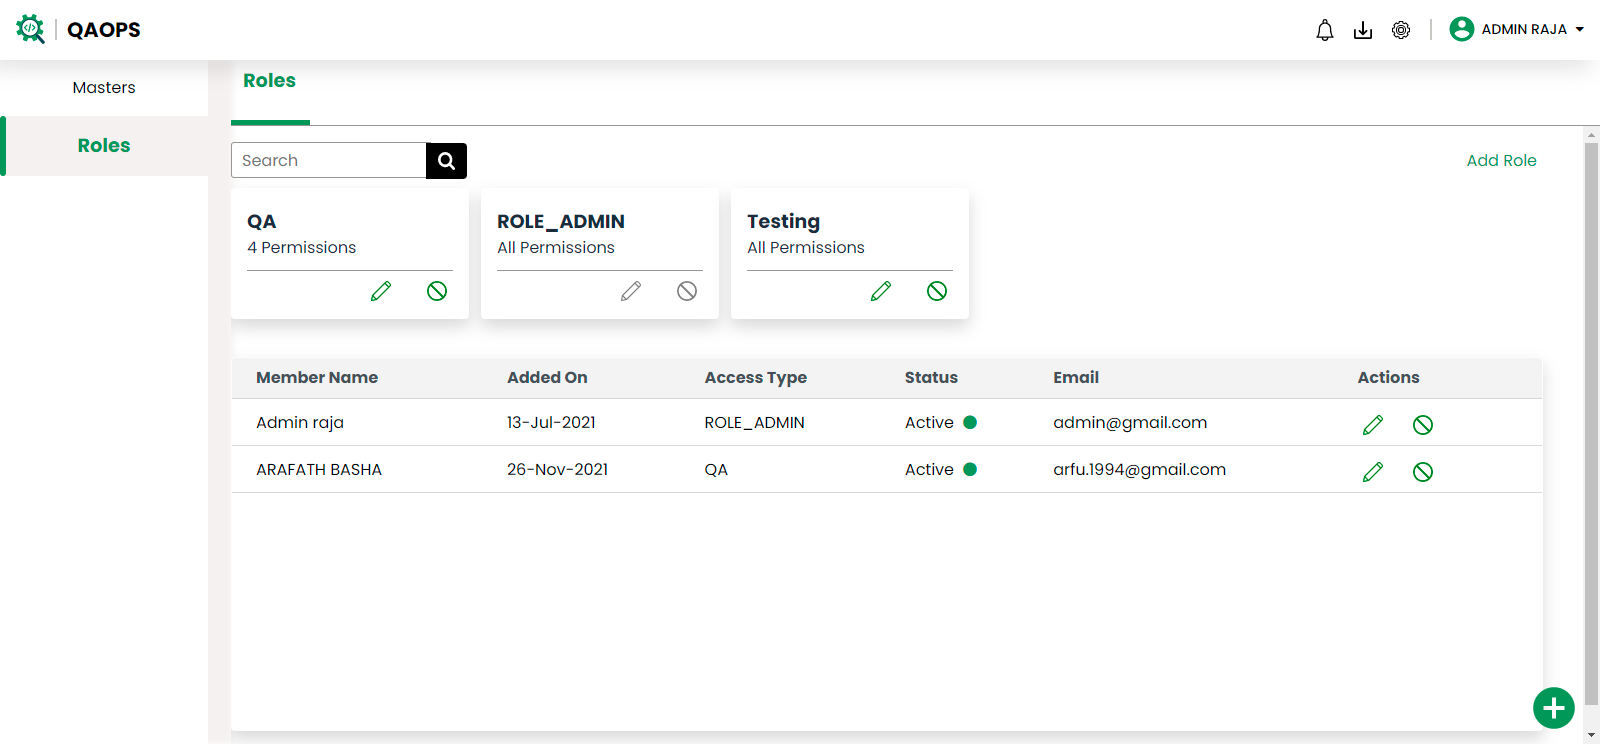 QAOPS
ADMIN RAJA
Masters
Roles
Roles
Search
Add Role
QA
4 Permissions
ROLE_ADMIN
All Permissions
Testing
All Permissions
Member Name Added On Access Type Status Email Actions
Admin raja 13-Jul-2021 ROLE_ADMIN Active admin@gmail.com
ARAFATH BASHA 26-Nov-2021 QA Active arfu.1994@gmail.com